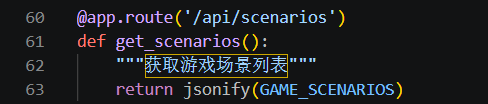 60 @app.route('/api/scenarios')
61 def get_scenarios():
62 """获取游戏场景列表"""
63 return jsonify(GAME_SCENARIOS)